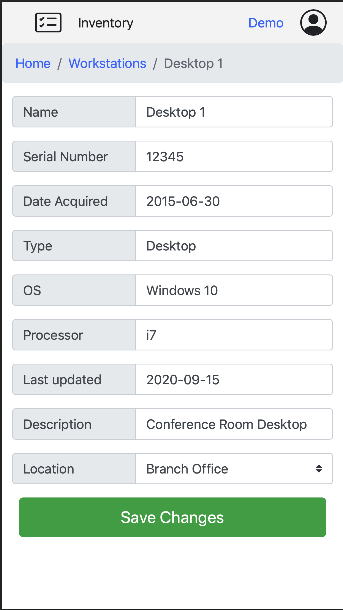 Inventory Demo
Home / Workstations / Desktop 1
Name Desktop 1
Serial Number 12345
Date Acquired 2015-06-30
Type Desktop
OS Windows 10
Processor i7
Last updated 2020-09-15
Description Conference Room Desktop
Location Branch Office
Save Changes